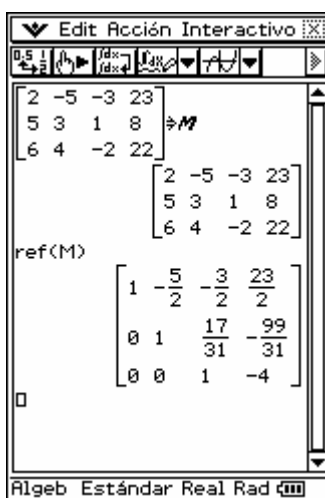 Edit Acción Interactivo
2 -5 -3 23
5 3 1 8 ⇒M
6 4 -2 22
2 -5 -3 23
5 3 1 8
6 4 -2 22
ref(M)
1 -5/2 -3/2 23/2
0 1 17/31 -99/31
0 0 1 -4
Algeb Estándar Real Rad